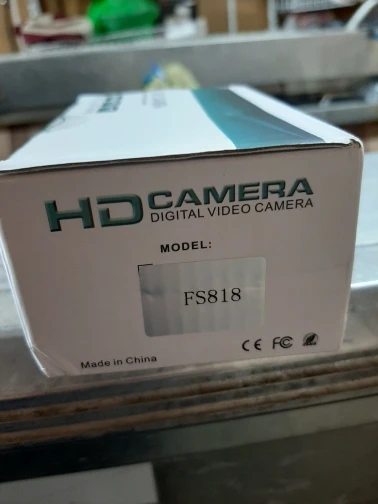 HD CAMERA
DIGITAL VIDEO CAMERA
MODEL:
FS818
CE FC
Made in China